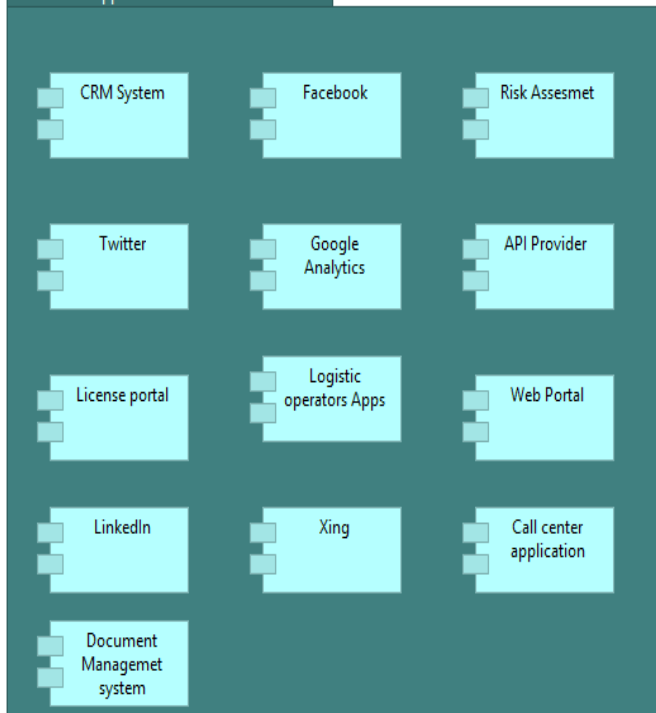 CRM System
Facebook
Risk Assesmet
Twitter
Google
Analytics
API Provider
License portal
Logistic
operators Apps
Web Portal
LinkedIn
Xing
Call center
application
Document
Managemet
system